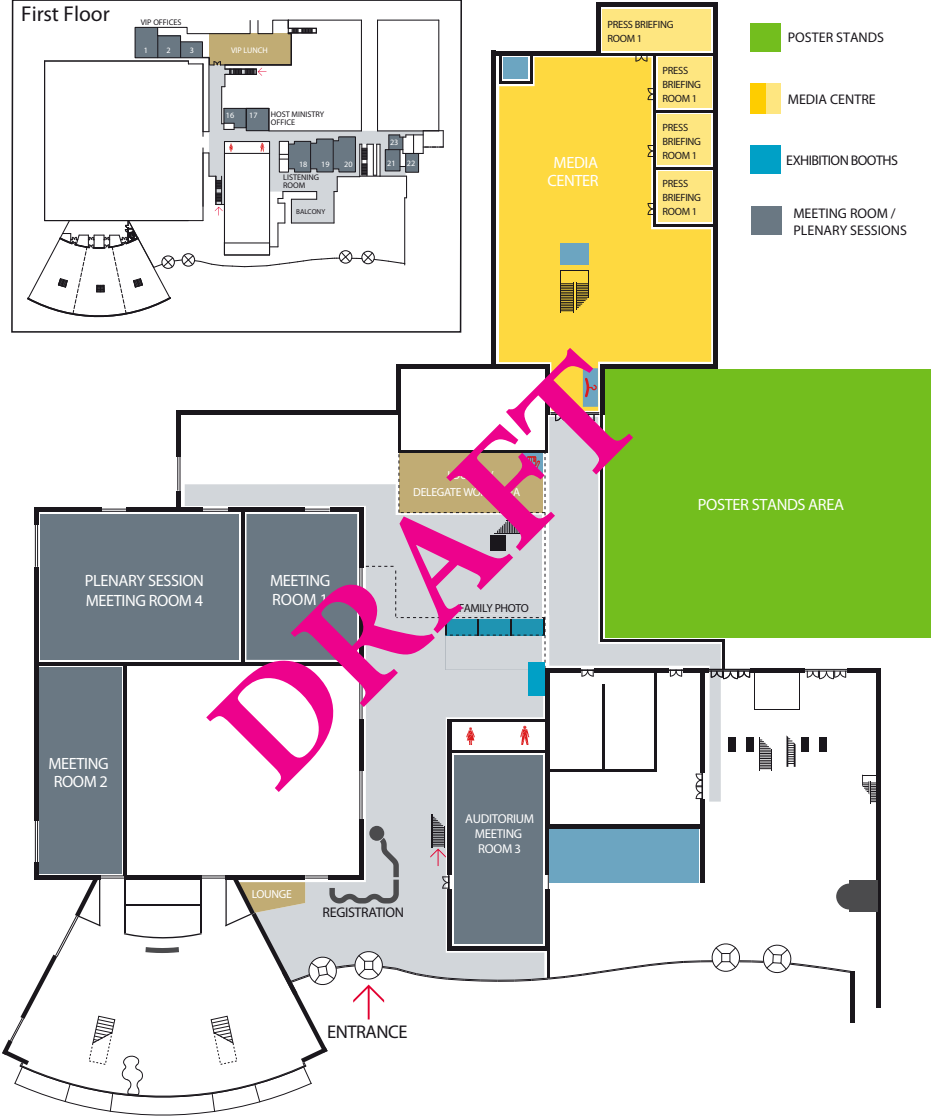 First Floor
VIP OFFICES
1
2
3
VIP LUNCH
16
17
HOST MINISTRY
OFFICE
18
19
20
21
22
23
LISTENING
ROOM
BALCONY
PRESS BRIEFING
ROOM 1
PRESS
BRIEFING
ROOM 1
PRESS
BRIEFING
ROOM 1
PRESS
BRIEFING
ROOM 1
MEDIA
CENTER
POSTER STANDS
MEDIA CENTRE
EXHIBITION BOOTHS
MEETING ROOM /
PLENARY SESSIONS
DELEGATE
POSTER STANDS AREA
PLENARY SESSION
MEETING ROOM 4
MEETING
ROOM 1
FAMILY PHOTO
DRAFT
MEETING
ROOM 2
AUDITORIUM
MEETING
ROOM 3
LOUNGE
REGISTRATION
ENTRANCE